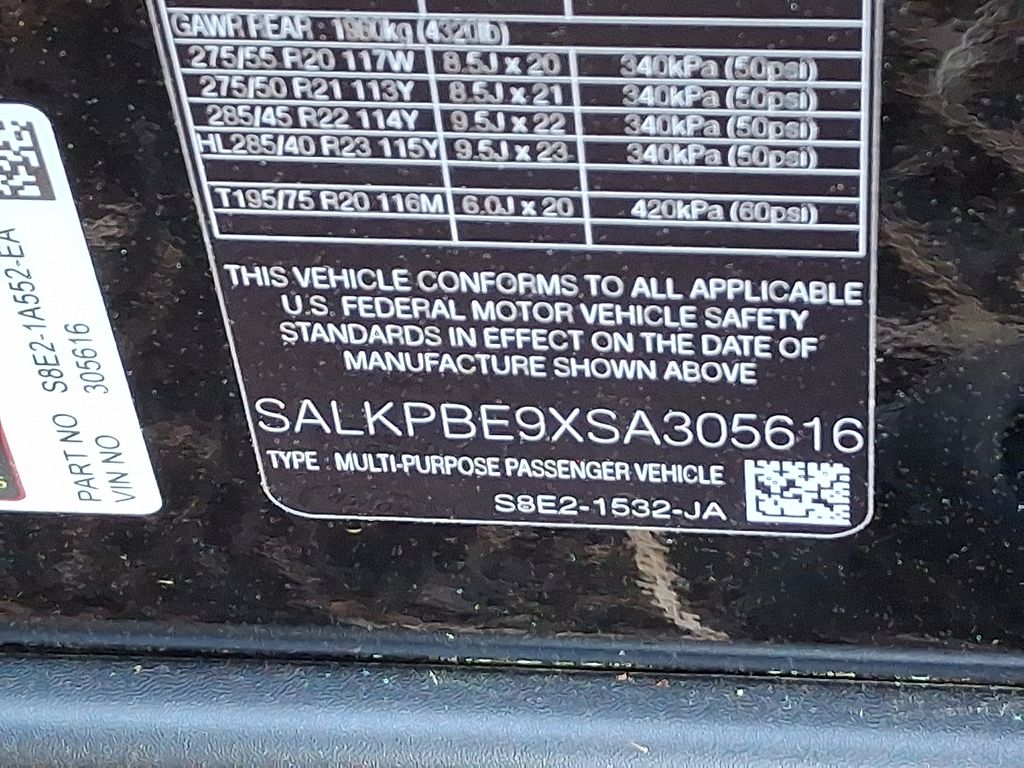 GAWR REAR : 1960kg (4320lb)
275/55 R20 117W 8.5J x 20 340kPa (50psi)
275/50 R21 113Y 8.5J x 21 340kPa (50psi)
285/45 R22 114Y 9.5J x 22 340kPa (50psi)
HL285/40 R23 115Y 9.5J x 23 340kPa (50psi)
T195/75 R20 116M 6.0J x 20 420kPa (60psi)
THIS VEHICLE CONFORMS TO ALL APPLICABLE
U.S. FEDERAL MOTOR VEHICLE SAFETY
STANDARDS IN EFFECT ON THE DATE OF
MANUFACTURE SHOWN ABOVE
SALKPBE9XSA305616
TYPE : MULTI-PURPOSE PASSENGER VEHICLE
S8E2-1532-JA
PART NO S8E2-1A552-EA
VIN NO 305616